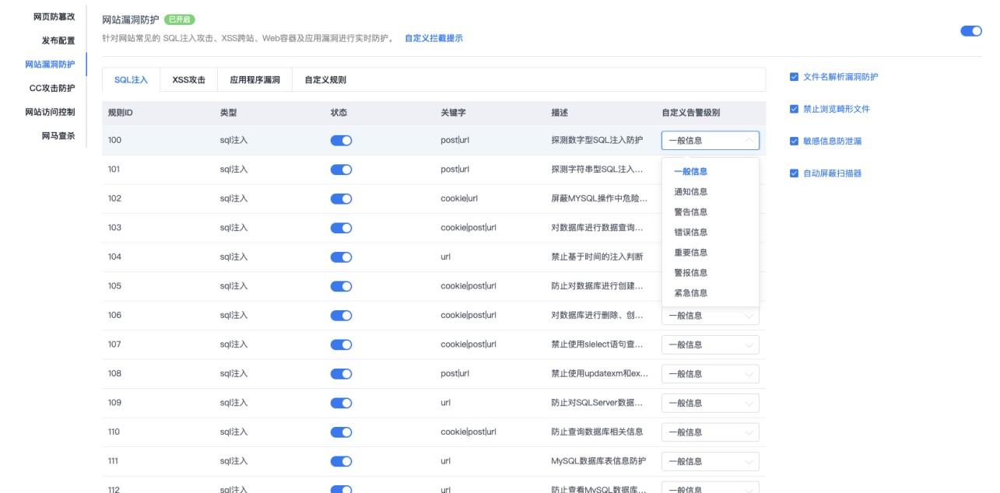 网页防篡改
发布配置
网站漏洞防护
CC攻击防护
网站访问控制
网马查杀
网站漏洞防护 已开启
针对网站常见的 SQL注入攻击、XSS跨站、Web容器及应用漏洞进行实时防护。 自定义拦截提示
SQL注入 XSS攻击 应用程序漏洞 自定义规则
规则ID 类型 状态 关键字 描述 自定义告警级别
100 sql注入 post|url 探测数字型SQL注入防护 一般信息
101 sql注入 post|url 探测字符串型SQL注入...
102 sql注入 cookie|url 屏蔽MYSQL操作中危险...
103 sql注入 cookie|post|url 对数据库进行数据查询...
104 sql注入 url 禁止基于时间的注入判断
105 sql注入 cookie|post|url 防止对数据库进行创建...
106 sql注入 cookie|post|url 对数据库进行删除、创... 一般信息
107 sql注入 cookie|post|url 禁止使用slelect语句查... 一般信息
108 sql注入 post|url 禁止使用updatexm和ex... 一般信息
109 sql注入 url 防止对SQLServer数据... 一般信息
110 sql注入 cookie|post|url 防止查询数据库相关信息 一般信息
111 sql注入 url MySQL数据库表信息防护 一般信息
112 sql注入 url 防止查看MySQL数据库... 一般信息
一般信息
通知信息
警告信息
错误信息
重要信息
警报信息
紧急信息
文件名解析漏洞防护
禁止浏览畸形文件
敏感信息防泄漏
自动屏蔽扫描器